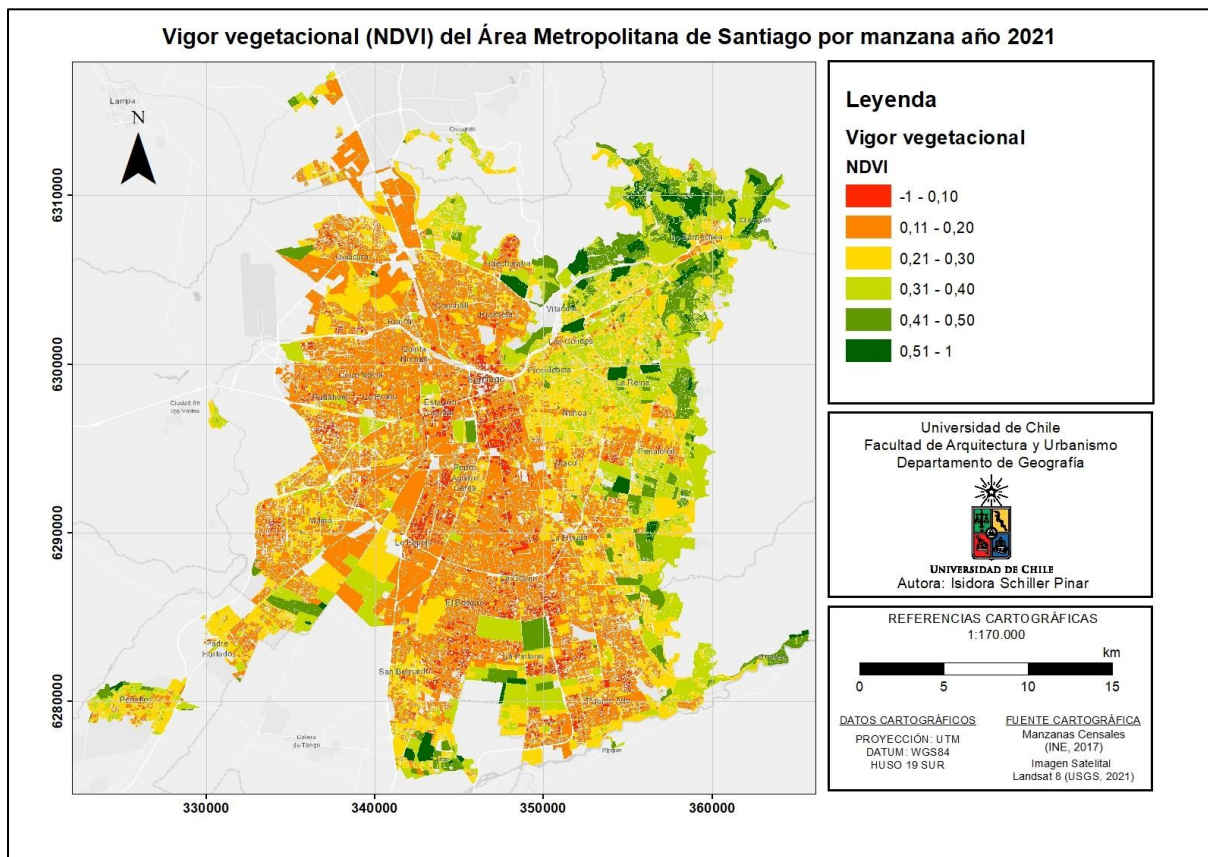 Vigor vegetacional (NDVI) del Área Metropolitana de Santiago por manzana año 2021
Lampa
N
Huechuraba
Vitacura
Las Condes
Renca
Quinta
Normal
Providencia
La Reina
Santiago
Ciudad de
los Valles
Estación
Ñuñoa
Peñalolén
Macul
Pedro
Aguirre
Cerda
Maipú
Lo Espejo
La Florida
La Granja
El Bosque
La Pintana
Padre
Hurtado
San Bernardo
Peñaflor
Puente Alto
Calera
de Tango
Pirque
6310000
6300000
6290000
6280000
330000
340000
350000
360000
Leyenda
Vigor vegetacional
NDVI
-1 - 0,10
0,11 - 0,20
0,21 - 0,30
0,31 - 0,40
0,41 - 0,50
0,51 - 1
Universidad de Chile
Facultad de Arquitectura y Urbanismo
Departamento de Geografía
UNIVERSIDAD DE CHILE
Autora: Isidora Schiller Pinar
REFERENCIAS CARTOGRÁFICAS
1:170.000
km
0 5 10 15
DATOS CARTOGRÁFICOS
PROYECCIÓN: UTM
DATUM: WGS84
HUSO 19 SUR
FUENTE CARTOGRÁFICA
Manzanas Censales
(INE, 2017)
Imagen Satelital
Landsat 8 (USGS, 2021)